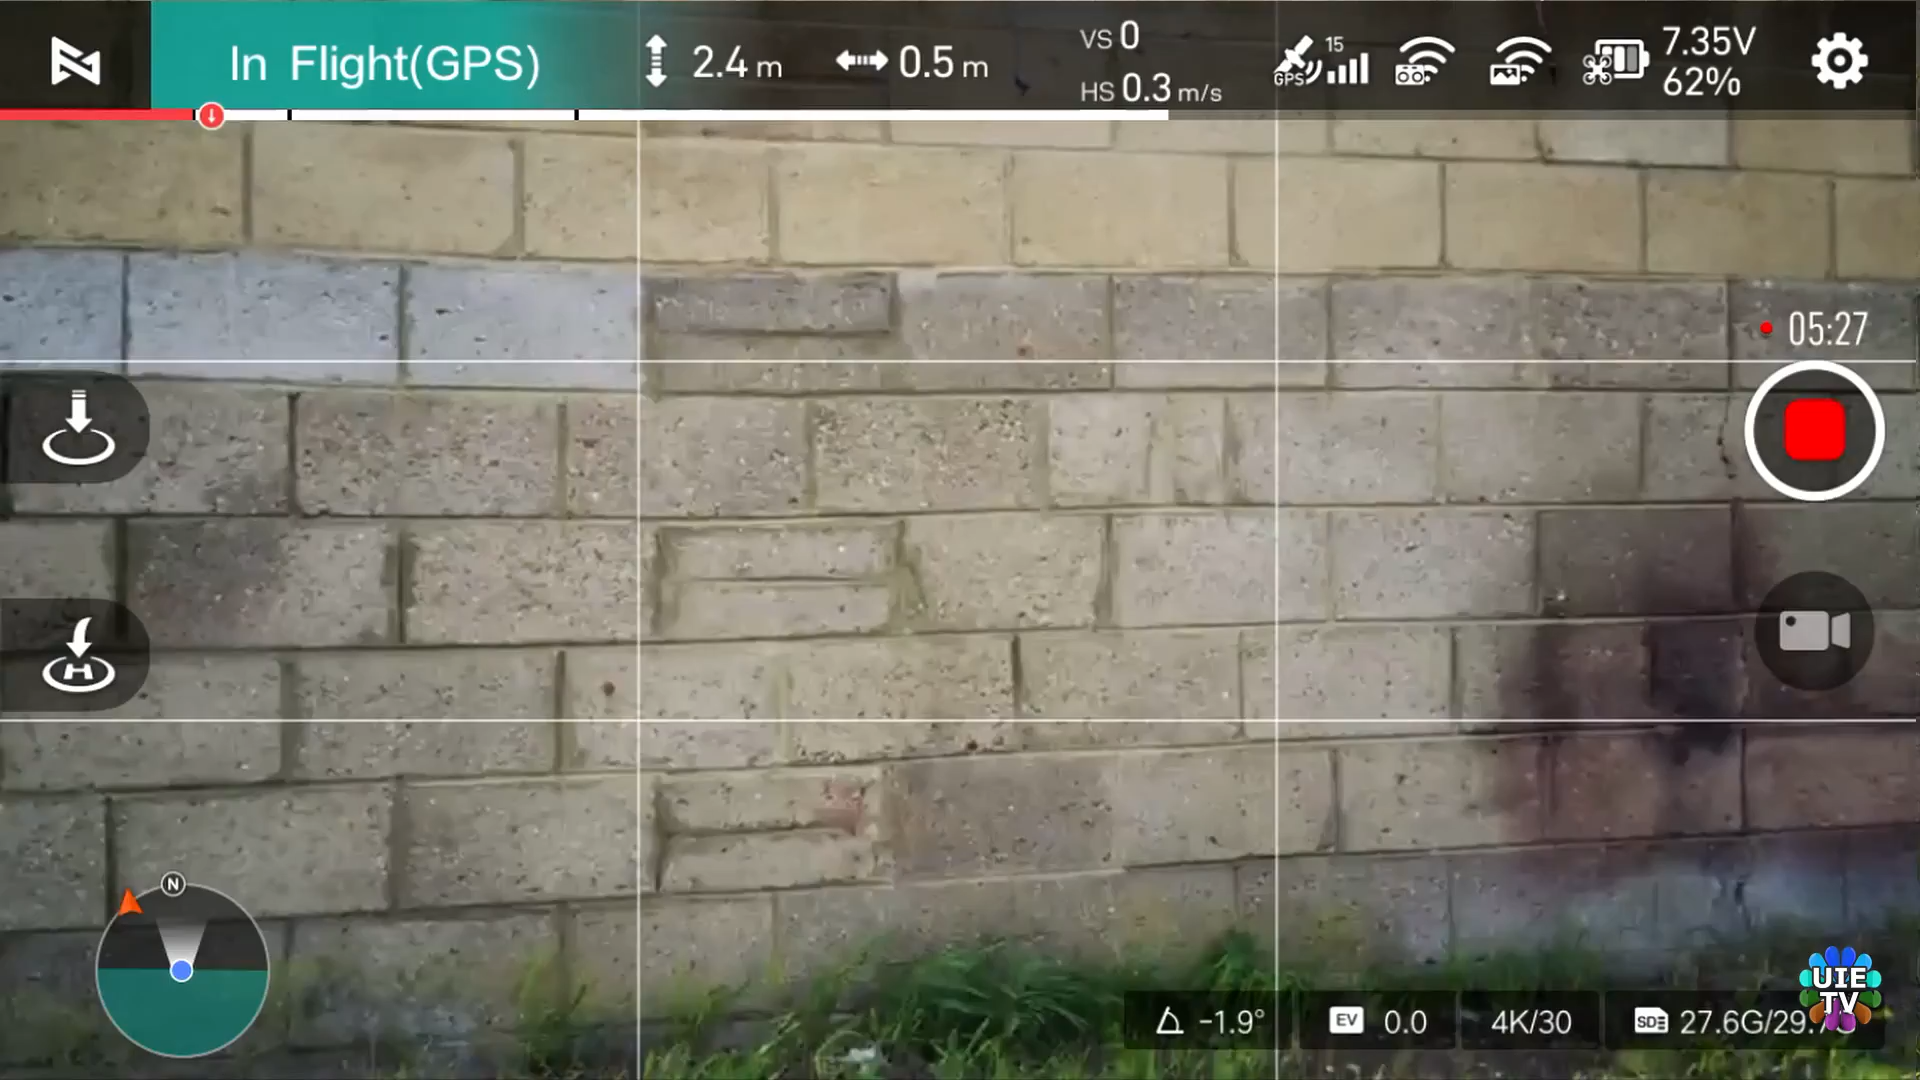 In Flight(GPS)
2.4 m
0.5 m
VS 0
HS 0.3 m/s
GPS
15
7.35V
62%
05:27
N
H
-1.9°
EV 0.0
4K/30
SD 27.6G/29.
UIE
TV